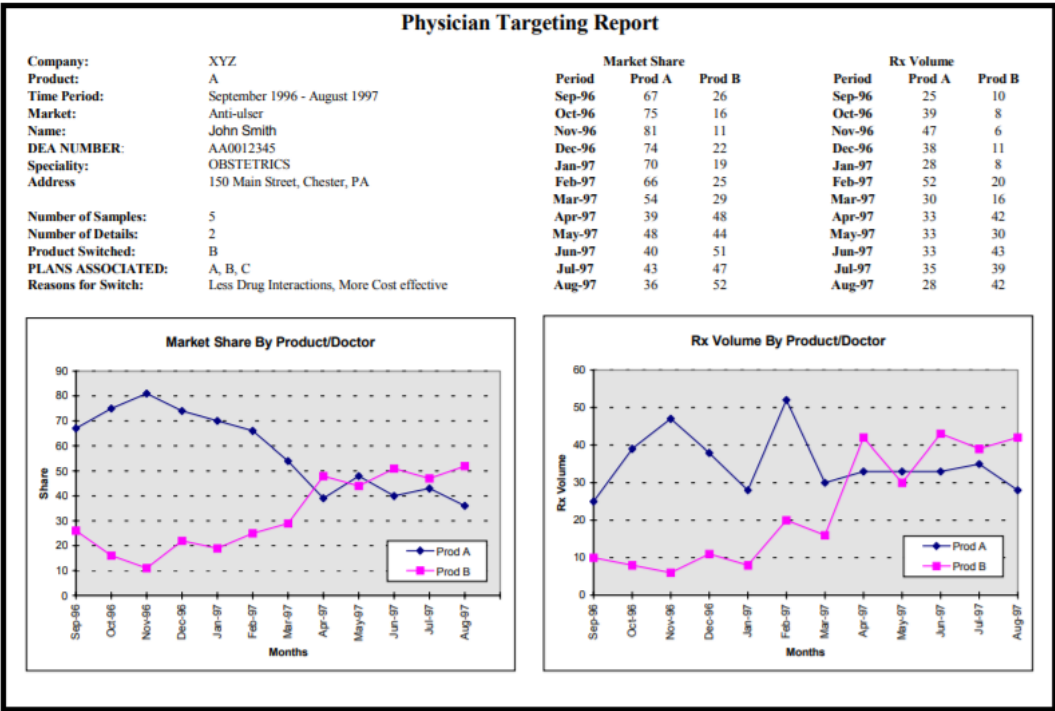 Physician Targeting Report
Company: XYZ
Product: A
Time Period: September 1996 - August 1997
Market: Anti-ulser
Name: John Smith
DEA NUMBER: AA0012345
Speciality: OBSTETRICS
Address 150 Main Street, Chester, PA
Number of Samples: 5
Number of Details: 2
Product Switched: B
PLANS ASSOCIATED: A, B, C
Reasons for Switch: Less Drug Interactions, More Cost effective
Market Share
Period Prod A Prod B
Sep-96 67 26
Oct-96 75 16
Nov-96 81 11
Dec-96 74 22
Jan-97 70 19
Feb-97 66 25
Mar-97 54 29
Apr-97 39 48
May-97 48 44
Jun-97 40 51
Jul-97 43 47
Aug-97 36 52
Rx Volume
Period Prod A Prod B
Sep-96 25 10
Oct-96 39 8
Nov-96 47 6
Dec-96 38 11
Jan-97 28 8
Feb-97 52 20
Mar-97 30 16
Apr-97 33 42
May-97 33 30
Jun-97 33 43
Jul-97 35 39
Aug-97 28 42
Market Share By Product/Doctor
Share
90
80
70
60
50
40
30
20
10
0
Prod A
Prod B
Sep-96 Oct-96 Nov-96 Dec-96 Jan-97 Feb-97 Mar-97 Apr-97 May-97 Jun-97 Jul-97 Aug-97
Months
Rx Volume By Product/Doctor
Rx Volume
60
50
40
30
20
10
0
Prod A
Prod B
Sep-96 Oct-96 Nov-96 Dec-96 Jan-97 Feb-97 Mar-97 Apr-97 May-97 Jun-97 Jul-97 Aug-97
Months